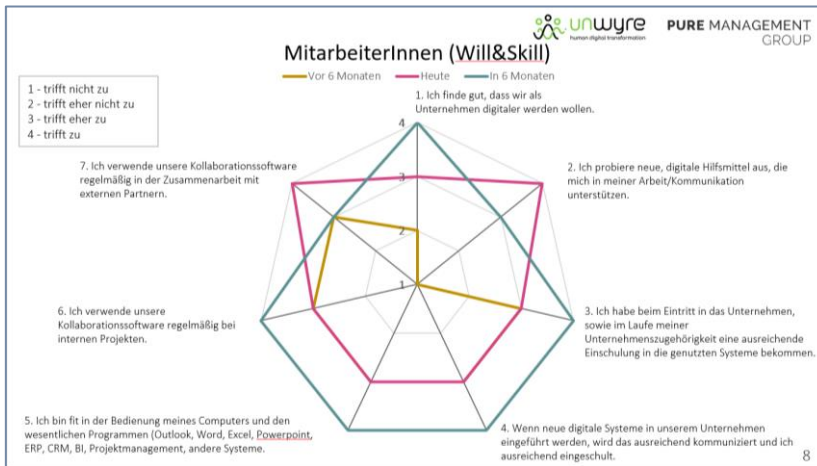 unwyre
human digital transformation
PURE MANAGEMENT
GROUP
MitarbeiterInnen (Will&Skill)
Vor 6 Monaten Heute In 6 Monaten
1 - trifft nicht zu
2 - trifft eher nicht zu
3 - trifft eher zu
4 - trifft zu
1. Ich finde gut, dass wir als
Unternehmen digitaler werden wollen.
4
3
2
1
2. Ich probiere neue, digitale Hilfsmittel aus, die
mich in meiner Arbeit/Kommunikation
unterstützen.
3. Ich habe beim Eintritt in das Unternehmen,
sowie im Laufe meiner
Unternehmenszugehörigkeit eine ausreichende
Einschulung in die genutzten Systeme bekommen.
4. Wenn neue digitale Systeme in unserem Unternehmen
eingeführt werden, wird das ausreichend kommuniziert und ich
ausreichend eingeschult.
5. Ich bin fit in der Bedienung meines Computers und den
wesentlichen Programmen (Outlook, Word, Excel, Powerpoint,
ERP, CRM, BI, Projektmanagement, andere Systeme.
6. Ich verwende unsere
Kollaborationssoftware regelmäßig bei
internen Projekten.
7. Ich verwende unsere Kollaborationssoftware
regelmäßig in der Zusammenarbeit mit
externen Partnern.
8